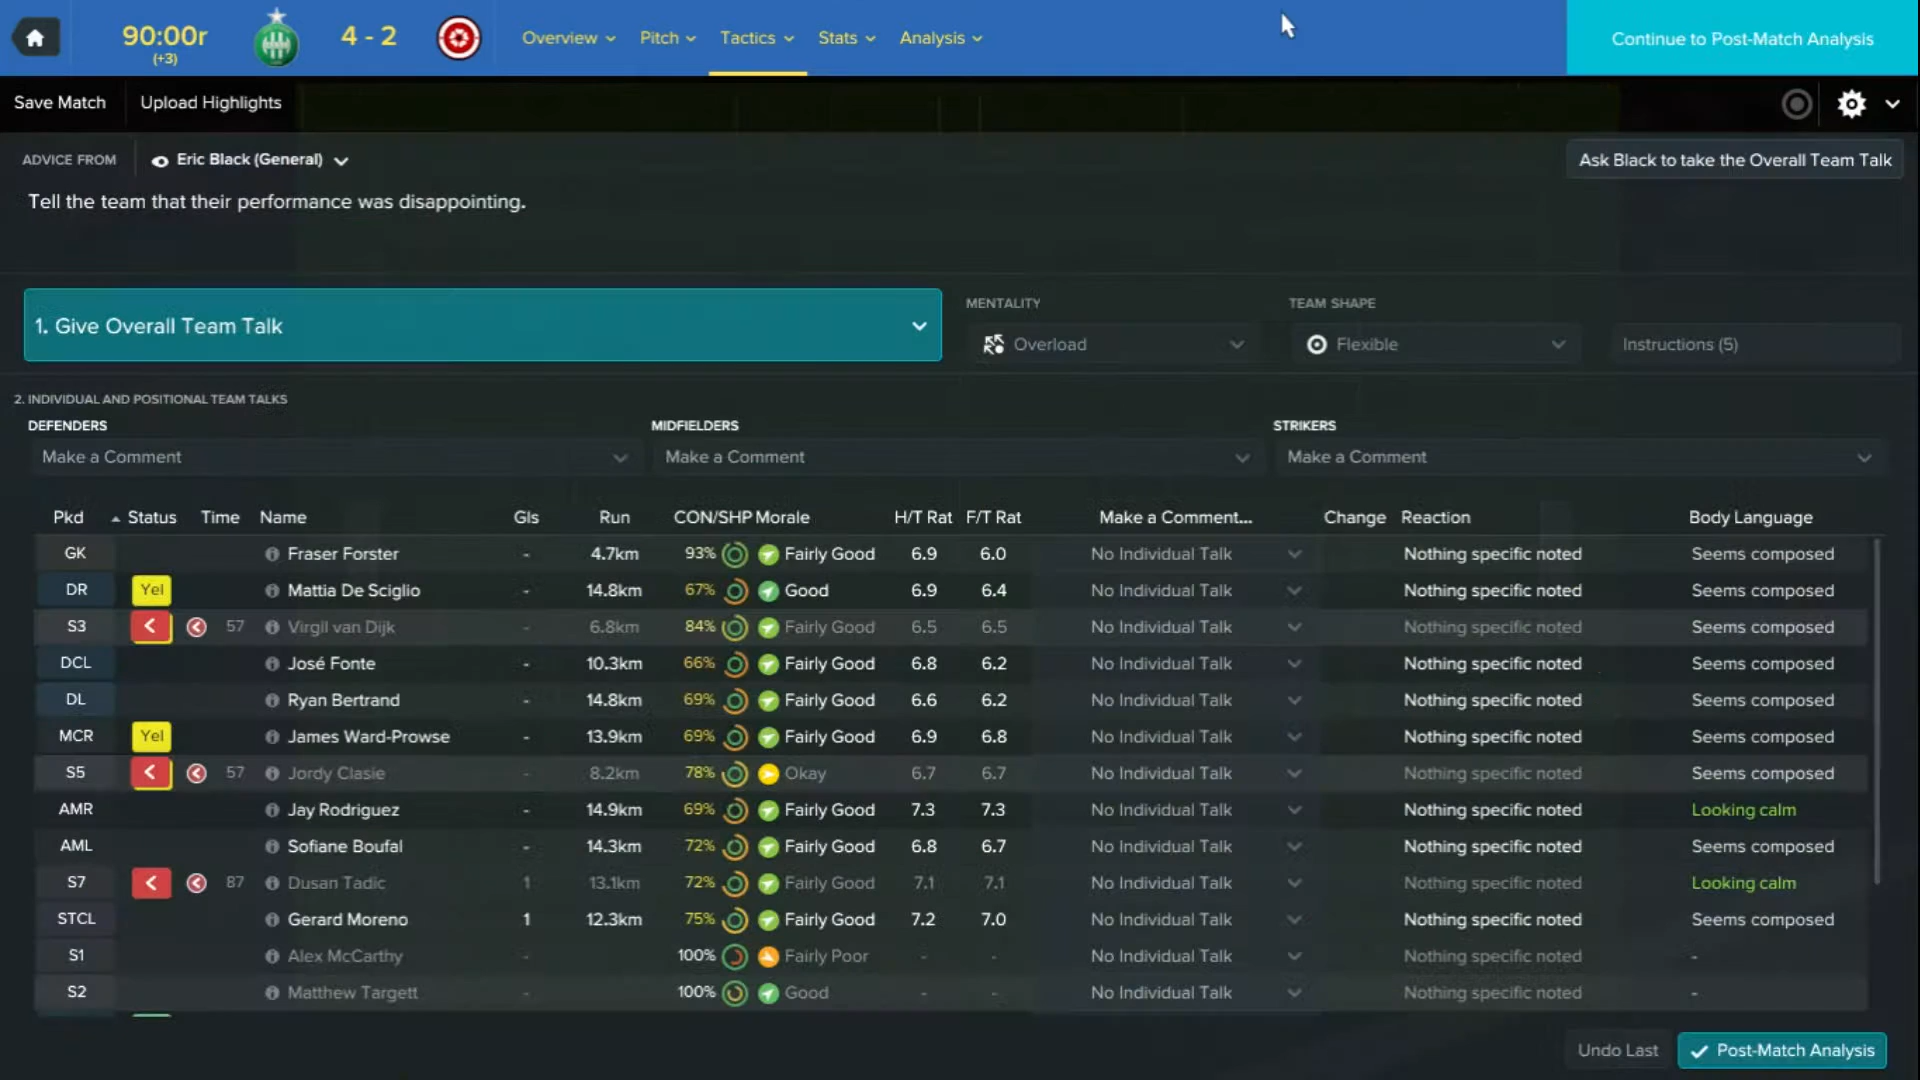 90:00r
(+3)
4 - 2
Overview
Pitch
Tactics
Stats
Analysis
Continue to Post-Match Analysis
Save Match
Upload Highlights
ADVICE FROM
Eric Black (General)
Ask Black to take the Overall Team Talk
Tell the team that their performance was disappointing.
1. Give Overall Team Talk
MENTALITY
TEAM SHAPE
Overload
Flexible
Instructions (5)
2. INDIVIDUAL AND POSITIONAL TEAM TALKS
DEFENDERS
MIDFIELDERS
STRIKERS
Make a Comment
Make a Comment
Make a Comment
Pkd Status Time Name Gls Run CON/SHP Morale H/T Rat F/T Rat Make a Comment... Change Reaction Body Language
GK Fraser Forster - 4.7km 93% Fairly Good 6.9 6.0 No Individual Talk Nothing specific noted Seems composed
DR Yel Mattia De Sciglio - 14.8km 67% Good 6.9 6.4 No Individual Talk Nothing specific noted Seems composed
S3 57 Virgil van Dijk - 6.8km 84% Fairly Good 6.5 6.5 No Individual Talk Nothing specific noted Seems composed
DCL José Fonte - 10.3km 66% Fairly Good 6.8 6.2 No Individual Talk Nothing specific noted Seems composed
DL Ryan Bertrand - 14.8km 69% Fairly Good 6.6 6.2 No Individual Talk Nothing specific noted Seems composed
MCR Yel James Ward-Prowse - 13.9km 69% Fairly Good 6.9 6.8 No Individual Talk Nothing specific noted Seems composed
S5 57 Jordy Clasie - 8.2km 78% Okay 6.7 6.7 No Individual Talk Nothing specific noted Seems composed
AMR Jay Rodriguez - 14.9km 69% Fairly Good 7.3 7.3 No Individual Talk Nothing specific noted Looking calm
AML Sofiane Boufal - 14.3km 72% Fairly Good 6.8 6.7 No Individual Talk Nothing specific noted Seems composed
S7 87 Dusan Tadic 1 13.1km 72% Fairly Good 7.1 7.1 No Individual Talk Nothing specific noted Looking calm
STCL Gerard Moreno 1 12.3km 75% Fairly Good 7.2 7.0 No Individual Talk Nothing specific noted Seems composed
S1 Alex McCarthy - 100% Fairly Poor - - No Individual Talk Nothing specific noted -
S2 Matthew Targett - 100% Good - - No Individual Talk Nothing specific noted -
Undo Last
Post-Match Analysis